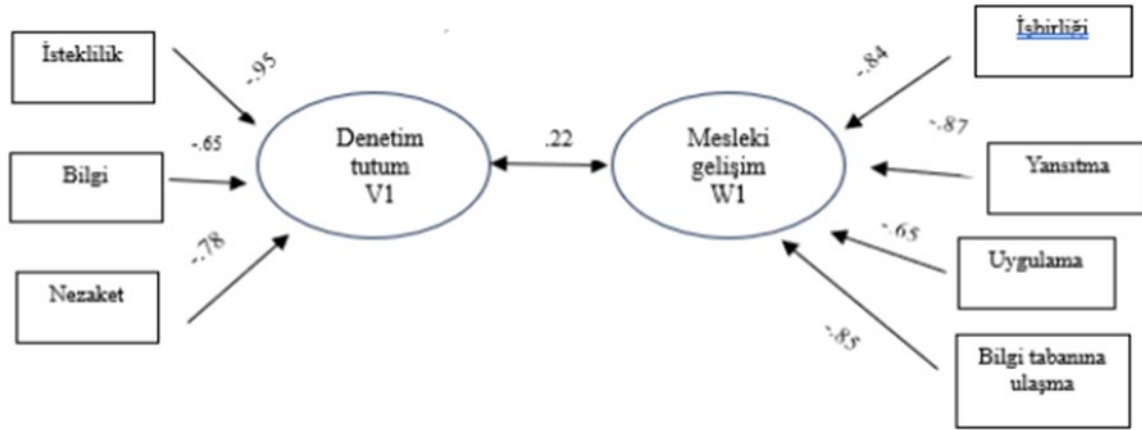 İsteklilik
-.95
Bilgi
-.65
Nezaket
-.78
Denetim
tutum
V1
.22
Mesleki
gelişim
W1
İşbirliği
-.84
Yansıtma
-.87
Uygulama
-.65
Bilgi tabanına
ulaşma
-.85